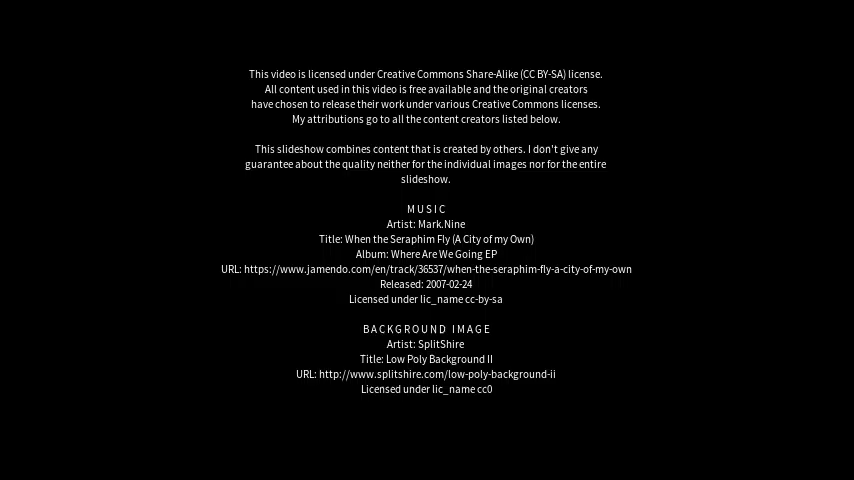 This video is licensed under Creative Commons Share-Alike (CC BY-SA) license.
All content used in this video is free available and the original creators
have chosen to release their work under various Creative Commons licenses.
My attributions go to all the content creators listed below.
This slideshow combines content that is created by others. I don't give any
guarantee about the quality neither for the individual images nor for the entire
slideshow.
MUSIC
Artist: Mark.Nine
Title: When the Seraphim Fly (A City of my Own)
Album: Where Are We Going EP
URL: https://www.jamendo.com/en/track/36537/when-the-seraphim-fly-a-city-of-my-own
Released: 2007-02-24
Licensed under lic_name cc-by-sa
BACKGROUND IMAGE
Artist: SplitShire
Title: Low Poly Background II
URL: http://www.splitshire.com/low-poly-background-ii
Licensed under lic_name cc0